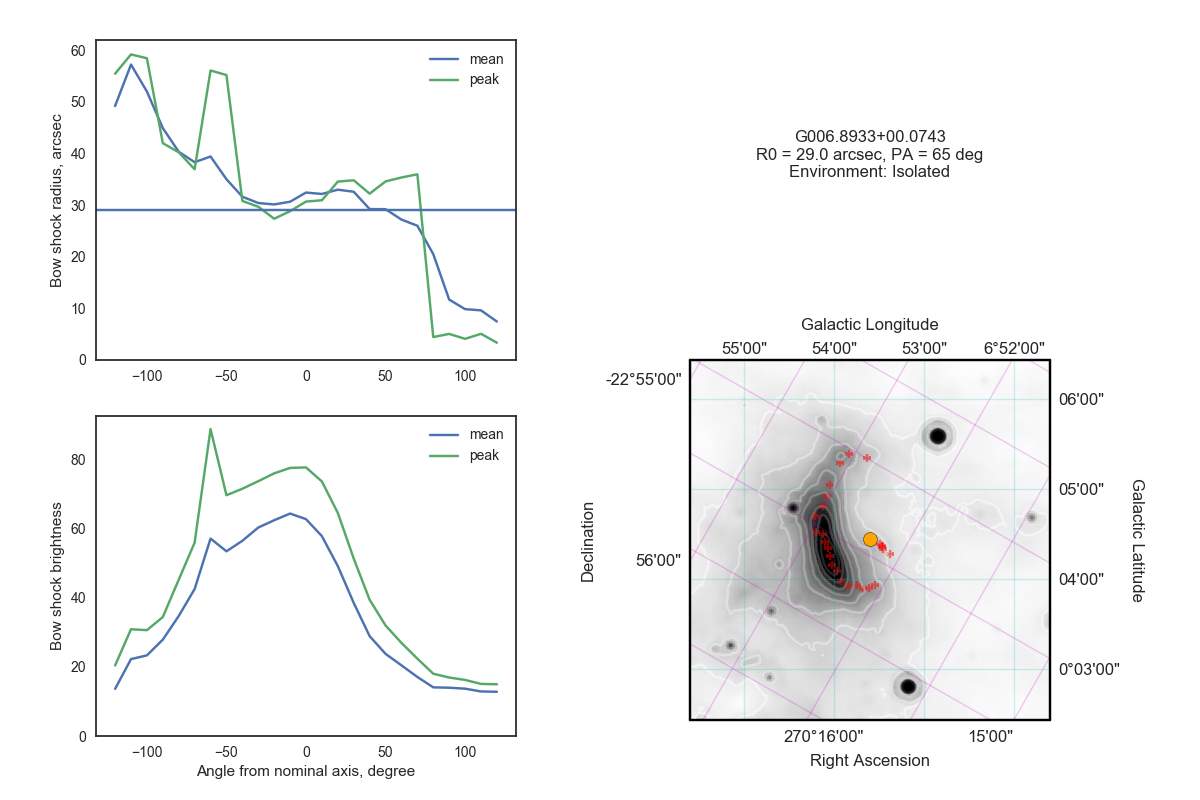 60
50
40
30
20
10
0
−100
−50
0
50
100
Bow shock radius, arcsec
mean
peak
80
60
40
20
0
−100
−50
0
50
100
Bow shock brightness
Angle from nominal axis, degree
mean
peak
G006.8933+00.0743
R0 = 29.0 arcsec, PA = 65 deg
Environment: Isolated
Galactic Longitude
55'00" 54'00" 53'00" 6°52'00"
-22°55'00"
56'00"
Declination
06'00"
05'00"
04'00"
0°03'00"
Galactic Latitude
270°16'00" 15'00"
Right Ascension